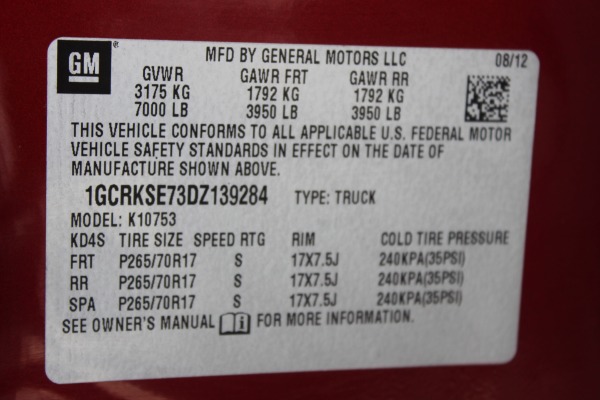 GM®
MFD BY GENERAL MOTORS LLC 08/12
GVWR GAWR FRT GAWR RR
3175 KG 1792 KG 1792 KG
7000 LB 3950 LB 3950 LB
THIS VEHICLE CONFORMS TO ALL APPLICABLE U.S. FEDERAL MOTOR
VEHICLE SAFETY STANDARDS IN EFFECT ON THE DATE OF
MANUFACTURE SHOWN ABOVE.
1GCRKSE73DZ139284 TYPE: TRUCK
MODEL: K10753
KD4S TIRE SIZE SPEED RTG RIM COLD TIRE PRESSURE
FRT P265/70R17 S 17X7.5J 240KPA(35PSI)
RR P265/70R17 S 17X7.5J 240KPA(35PSI)
SPA P265/70R17 S 17X7.5J 240KPA(35PSI)
SEE OWNER'S MANUAL i FOR MORE INFORMATION.